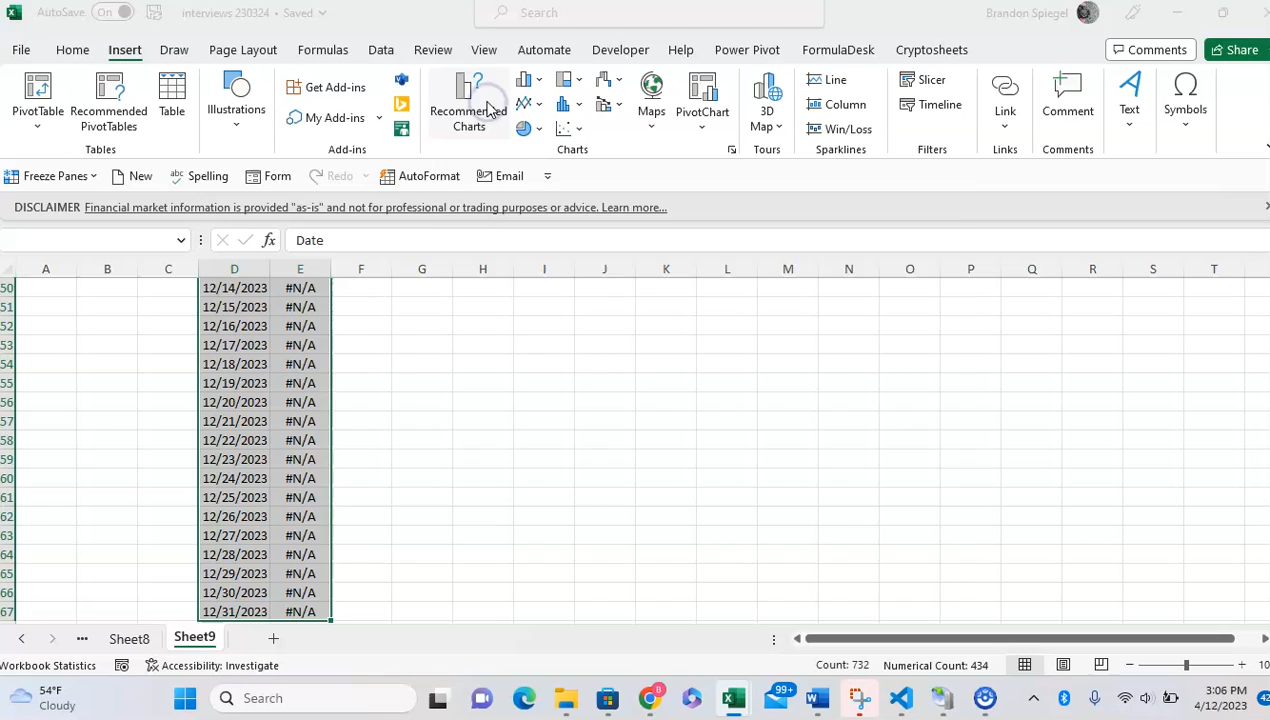 AutoSave On interviews 230324 • Saved Search Brandon Spiegel
File Home Insert Draw Page Layout Formulas Data Review View Automate Developer Help Power Pivot FormulaDesk Cryptosheets Comments Share
PivotTable Recommended PivotTables Table Illustrations Get Add-ins My Add-ins Recommended Charts Maps PivotChart 3D Map Line Column Win/Loss Slicer Timeline Link Comment Text Symbols
Tables Add-ins Charts Tours Sparklines Filters Links Comments
Freeze Panes New Spelling Form Redo AutoFormat Email
DISCLAIMER Financial market information is provided "as-is" and not for professional or trading purposes or advice. Learn more...
fx Date
A B C D E F G H I J K L M N O P Q R S T
50 12/14/2023 #N/A
51 12/15/2023 #N/A
52 12/16/2023 #N/A
53 12/17/2023 #N/A
54 12/18/2023 #N/A
55 12/19/2023 #N/A
56 12/20/2023 #N/A
57 12/21/2023 #N/A
58 12/22/2023 #N/A
59 12/23/2023 #N/A
60 12/24/2023 #N/A
61 12/25/2023 #N/A
62 12/26/2023 #N/A
63 12/27/2023 #N/A
64 12/28/2023 #N/A
65 12/29/2023 #N/A
66 12/30/2023 #N/A
67 12/31/2023 #N/A
Sheet8 Sheet9
Workbook Statistics Accessibility: Investigate Count: 732 Numerical Count: 434 10
54°F Search 99+ 3:06 PM
Cloudy 4/12/2023 42